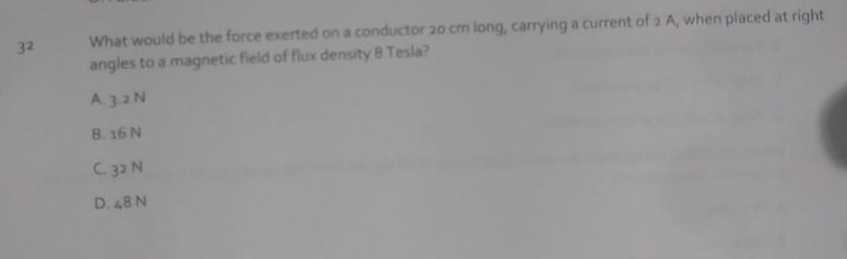 32 What would be the force exerted on a conductor 20 cm long, carrying a current of 2 A, when placed at right
angles to a magnetic field of flux density 8 Tesla?
A. 3.2 N
B. 16 N
C. 32 N
D. 48 N